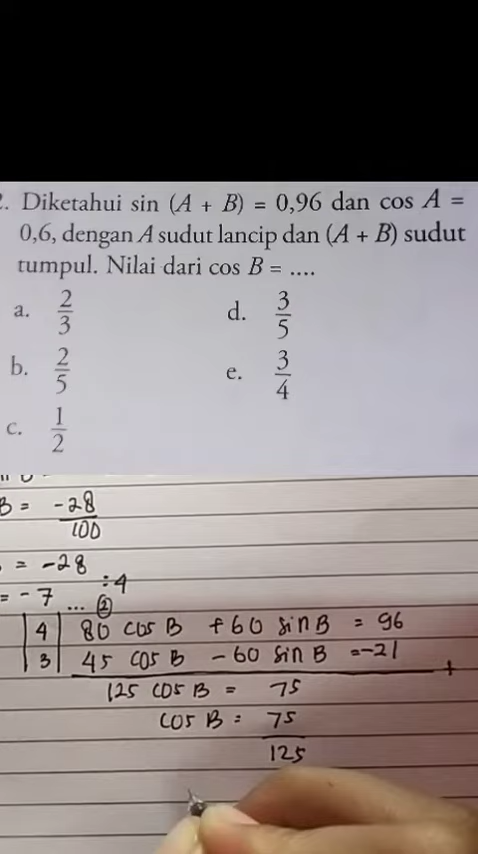 2. Diketahui sin (A + B) = 0,96 dan cos A =
0,6, dengan A sudut lancip dan (A + B) sudut
tumpul. Nilai dari cos B = ....
a. 2/3
d. 3/5
b. 2/5
e. 3/4
c. 1/2
B = -28/100
= -28
÷4
= -7 ... ②
|4| 80 cos B + 60 sin B = 96
|3| 45 cos B - 60 sin B = -21
+
125 cos B = 75
cos B = 75/125